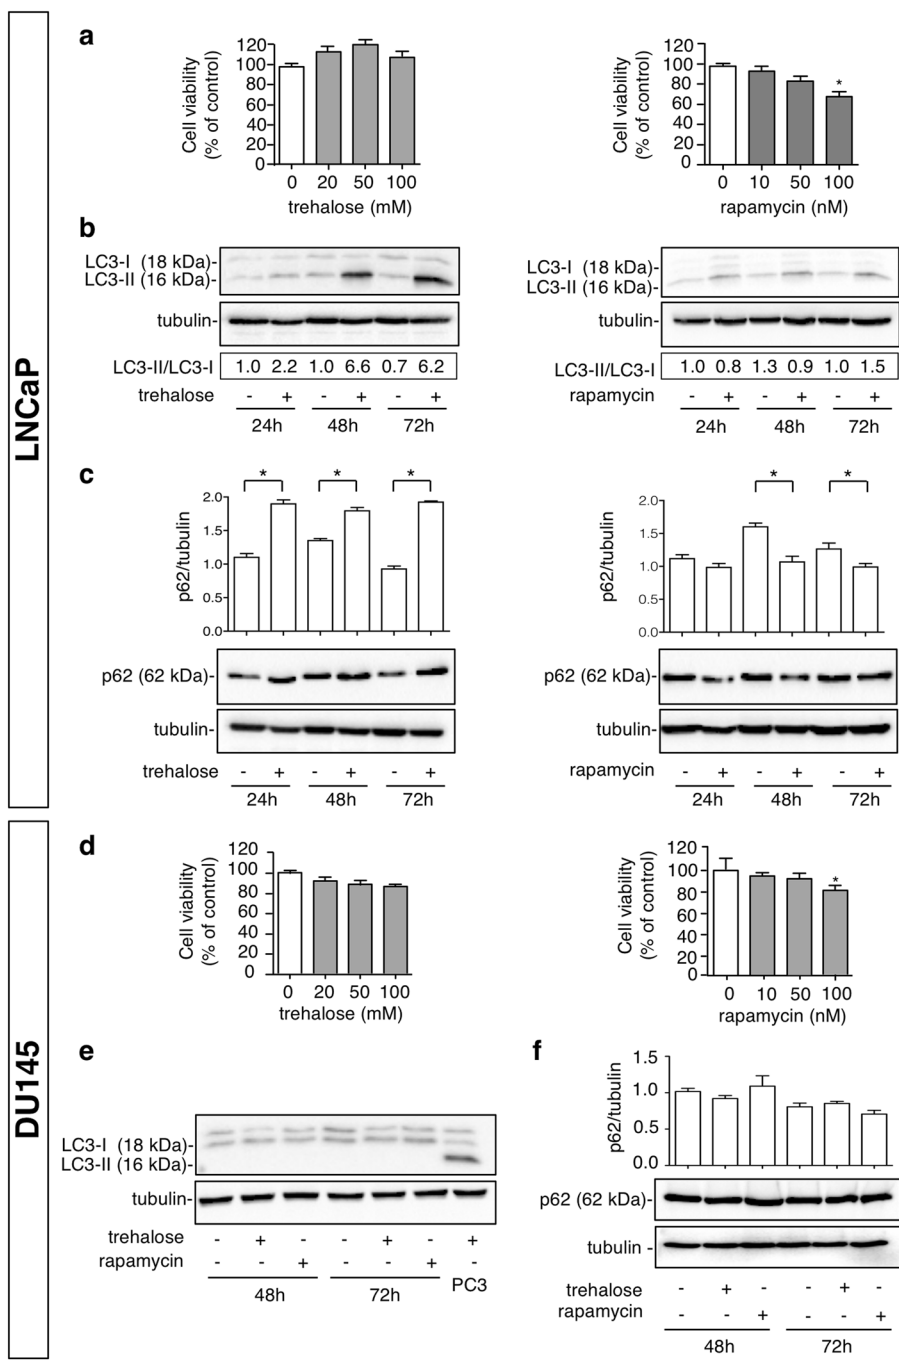 LNCaP
a
Cell viability
(% of control)
120
100
80
60
40
20
0
0 20 50 100
trehalose (mM)
Cell viability
(% of control)
120
100
80
60
40
20
0
*
0 10 50 100
rapamycin (nM)
b
LC3-I (18 kDa)-
LC3-II (16 kDa)-
tubulin-
LC3-II/LC3-I 1.0 2.2 1.0 6.6 0.7 6.2
trehalose - + - + - +
24h 48h 72h
LC3-I (18 kDa)-
LC3-II (16 kDa)-
tubulin-
LC3-II/LC3-I 1.0 0.8 1.3 0.9 1.0 1.5
rapamycin - + - + - +
24h 48h 72h
c
* * *
p62/tubulin
2.0
1.5
1.0
0.5
0.0
p62 (62 kDa)-
tubulin-
trehalose - + - + - +
24h 48h 72h
* *
p62/tubulin
2.0
1.5
1.0
0.5
0.0
p62 (62 kDa)-
tubulin-
rapamycin - + - + - +
24h 48h 72h
DU145
d
Cell viability
(% of control)
120
100
80
60
40
20
0
0 20 50 100
trehalose (mM)
Cell viability
(% of control)
120
100
80
60
40
20
0
*
0 10 50 100
rapamycin (nM)
e
LC3-I (18 kDa)-
LC3-II (16 kDa)-
tubulin-
trehalose - + - - + - +
rapamycin - - + - - + -
48h 72h PC3
f
p62/tubulin
1.5
1.0
0.5
0.0
p62 (62 kDa)-
tubulin -
trehalose - + - - + -
rapamycin - - + - - +
48h 72h